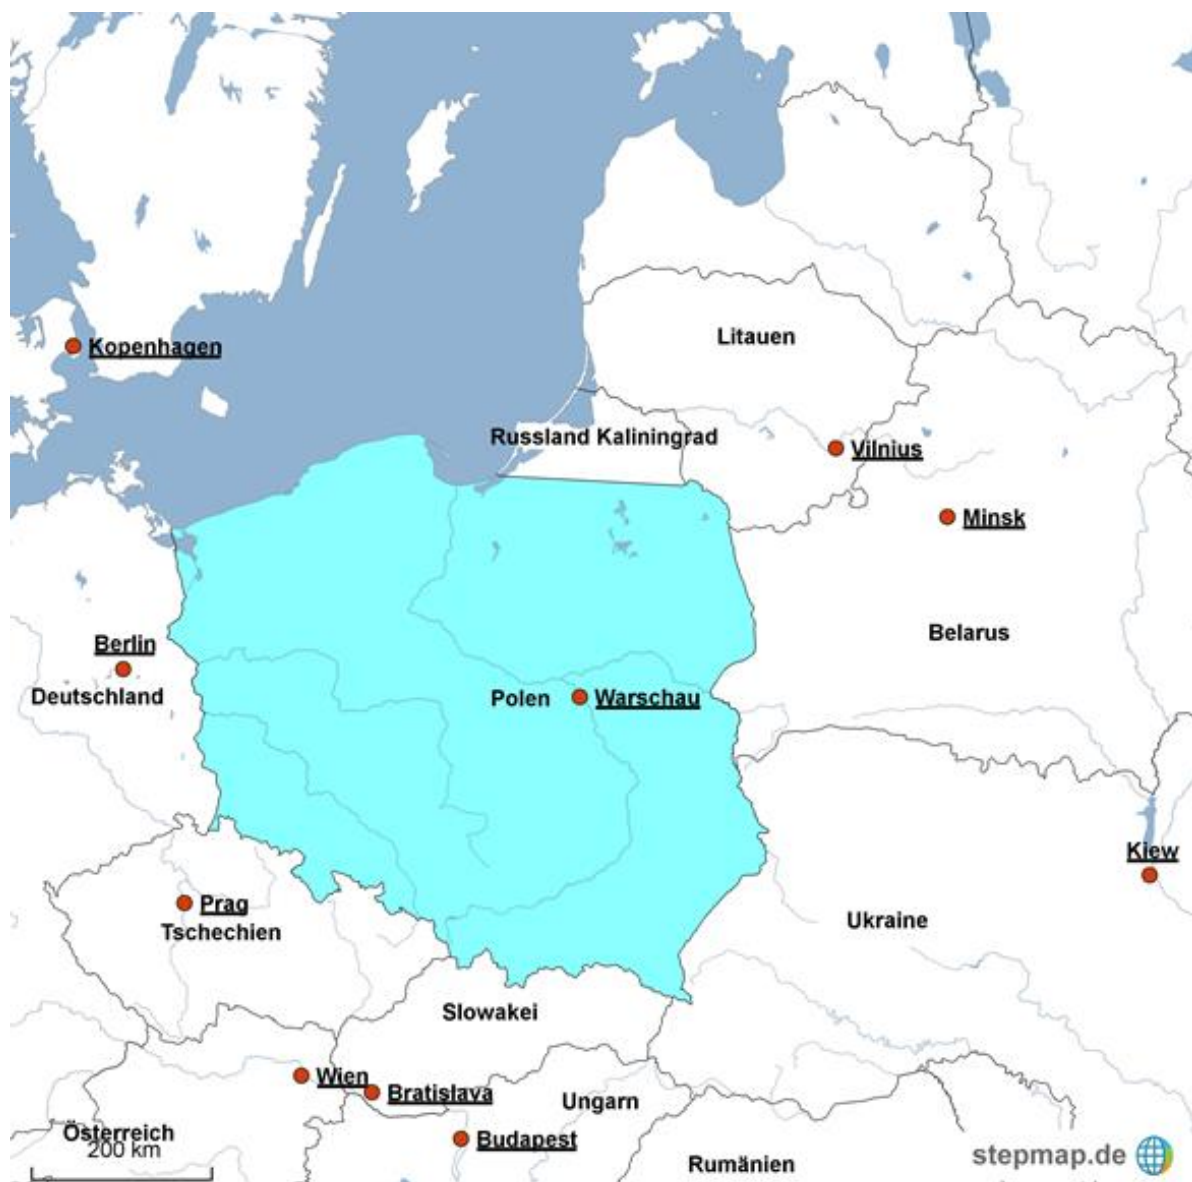 Litauen
Kopenhagen
Russland Kaliningrad
Vilnius
Minsk
Belarus
Berlin
Deutschland
Polen
Warschau
Kiew
Prag
Tschechien
Ukraine
Slowakei
Wien
Bratislava
Ungarn
Österreich
200 km
Budapest
Rumänien
stepmap.de